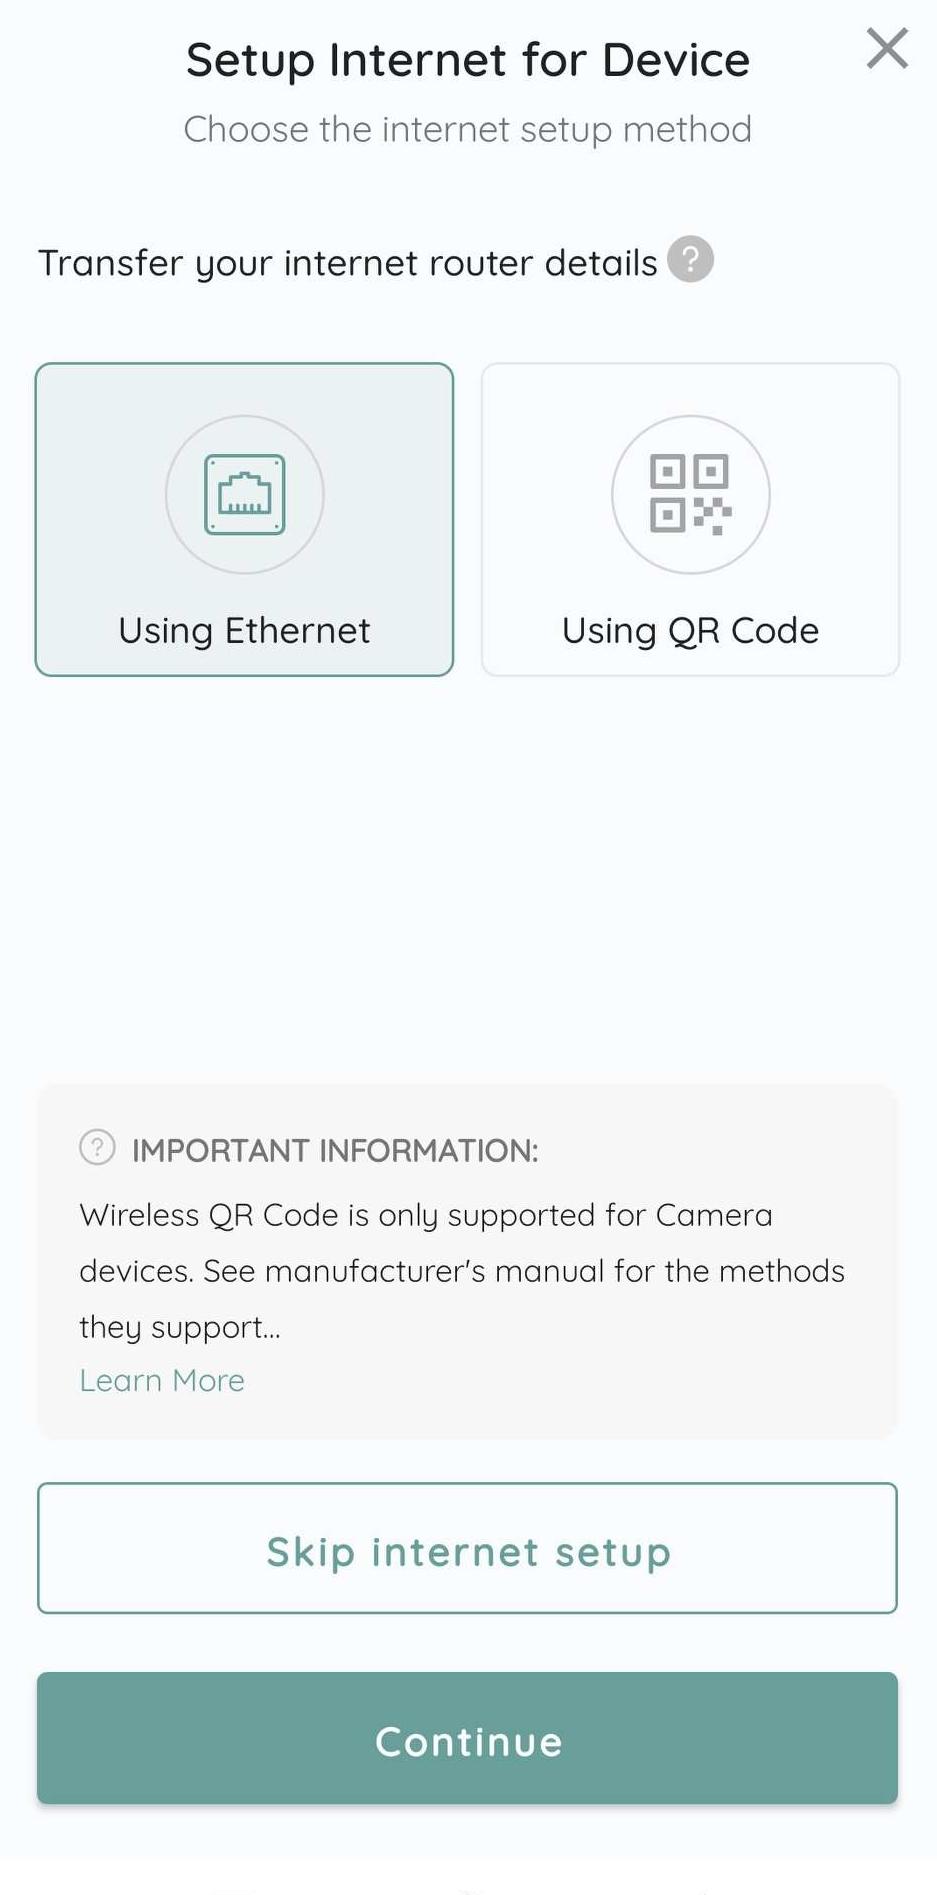 Setup Internet for Device
Choose the internet setup method
Transfer your internet router details ?
Using Ethernet
Using QR Code
? IMPORTANT INFORMATION:
Wireless QR Code is only supported for Camera
devices. See manufacturer's manual for the methods
they support...
Learn More
Skip internet setup
Continue